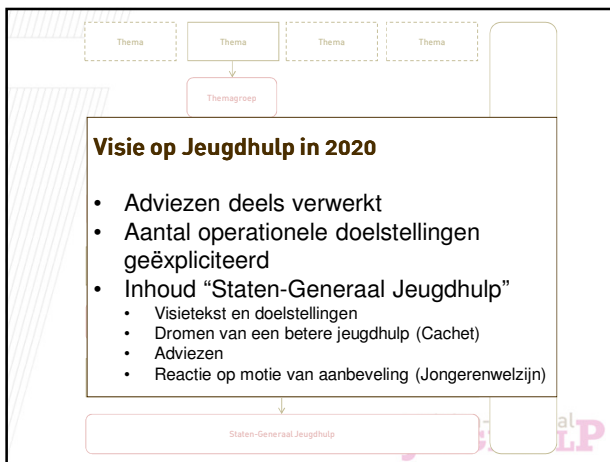 Thema Thema Thema Thema
Themagroep
Visie op Jeugdhulp in 2020
• Adviezen deels verwerkt
• Aantal operationele doelstellingen
geëxpliciteerd
• Inhoud “Staten-Generaal Jeugdhulp”
• Visietekst en doelstellingen
• Dromen van een betere jeugdhulp (Cachet)
• Adviezen
• Reactie op motie van aanbeveling (Jongerenwelzijn)
Staten-Generaal Jeugdhulp